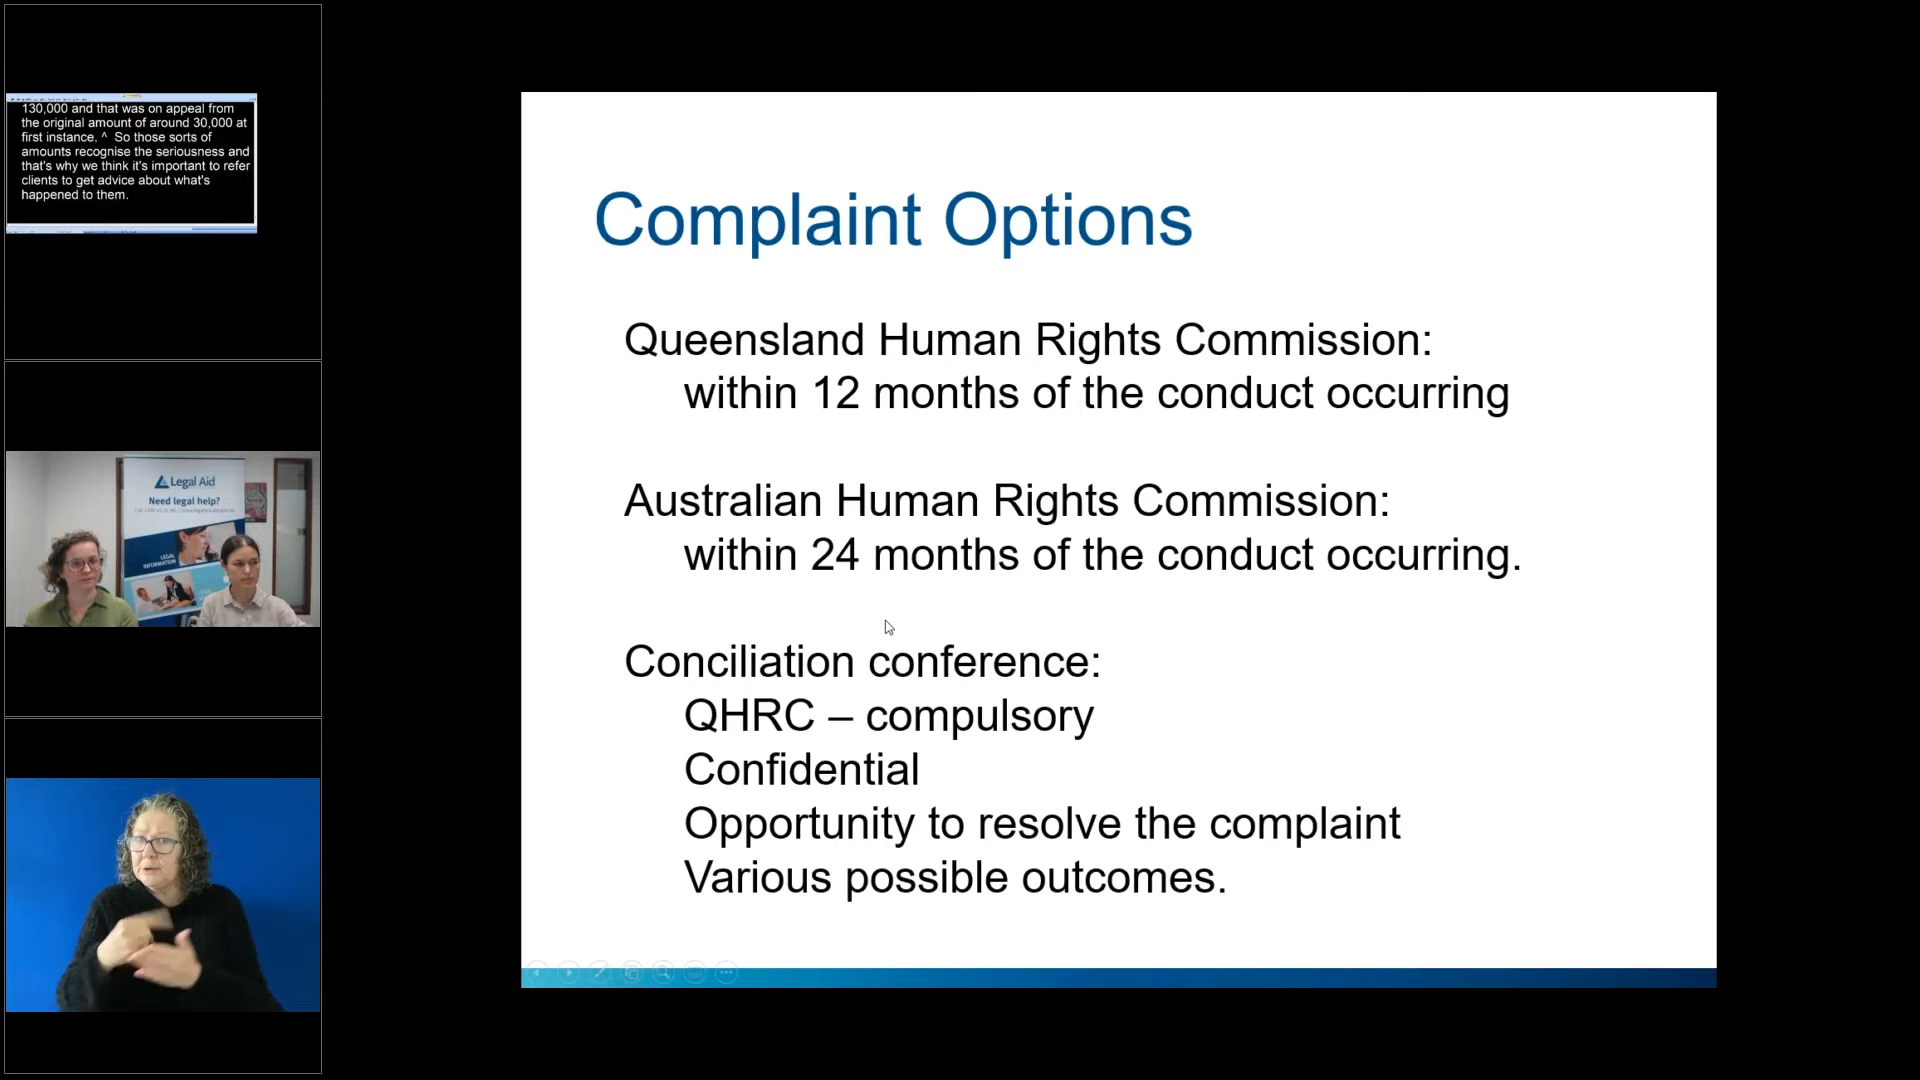 130,000 and that was on appeal from
the original amount of around 30,000 at
first instance. ^ So those sorts of
amounts recognise the seriousness and
that's why we think it's important to refer
clients to get advice about what's
happened to them.
Legal Aid
Need legal help?
LEGAL
INFORMATION
Complaint Options
Queensland Human Rights Commission:
within 12 months of the conduct occurring
Australian Human Rights Commission:
within 24 months of the conduct occurring.
Conciliation conference:
QHRC – compulsory
Confidential
Opportunity to resolve the complaint
Various possible outcomes.